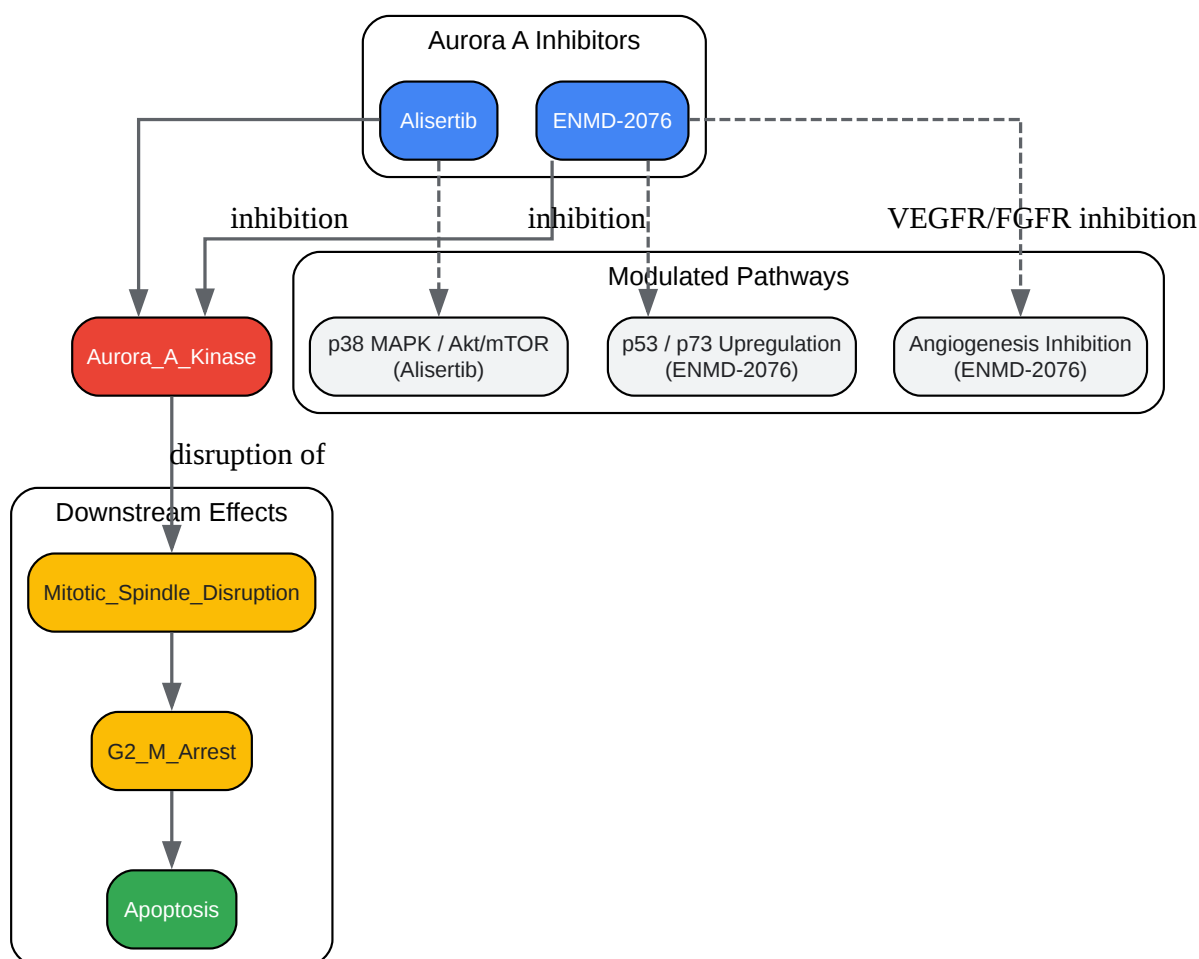 Aurora A Inhibitors
Alisertib
ENMD-2076
inhibition
inhibition
VEGFR/FGFR inhibition
Modulated Pathways
Aurora_A_Kinase
p38 MAPK / Akt/mTOR
(Alisertib)
p53 / p73 Upregulation
(ENMD-2076)
Angiogenesis Inhibition
(ENMD-2076)
disruption of
Downstream Effects
Mitotic_Spindle_Disruption
G2_M_Arrest
Apoptosis